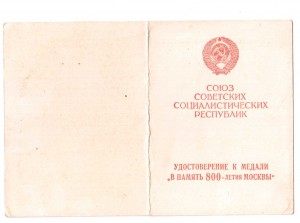 СОЮЗ
СОВЕТСКИХ
СОЦИАЛИСТИЧЕСКИХ
РЕСПУБЛИК
УДОСТОВЕРЕНИЕ К МЕДАЛИ
„В ПАМЯТЬ 800-ЛЕТИЯ МОСКВЫ“